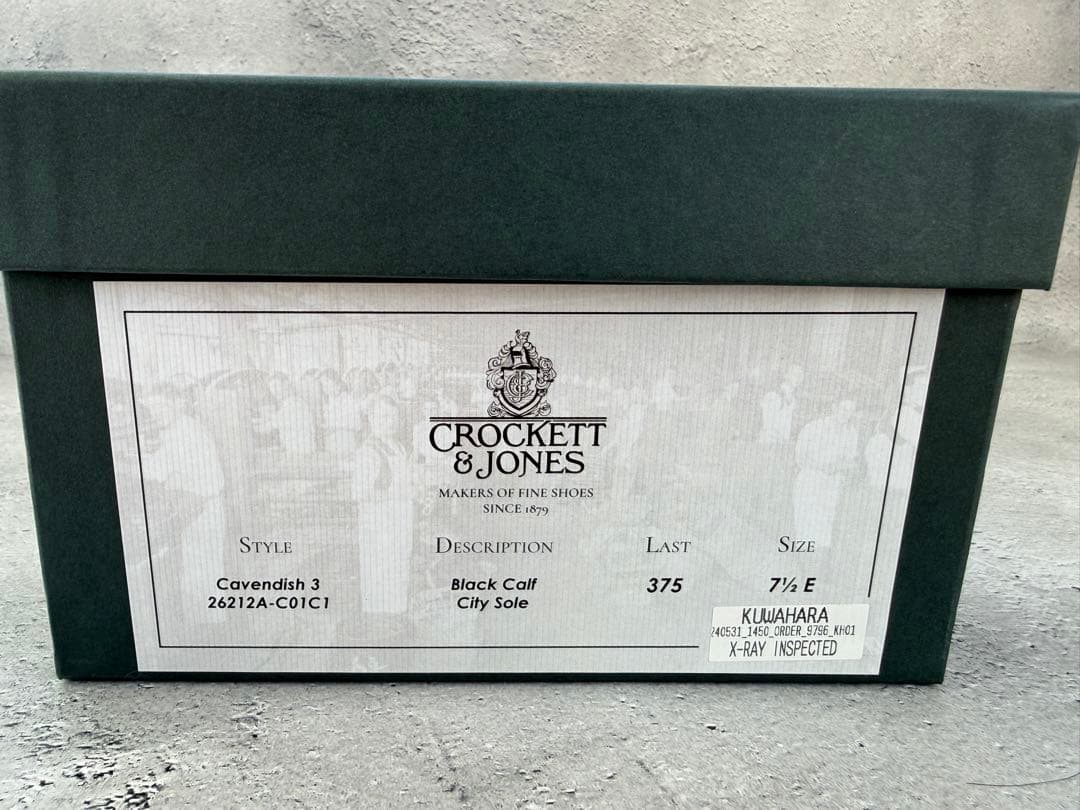 CROCKETT
& JONES
MAKERS OF FINE SHOES
SINCE 1879
STYLE DESCRIPTION LAST SIZE
Cavendish 3 Black Calf 375 7½ E
26212A-C01C1 City Sole
KUWAHARA
240531_1450_ORDER_9796_KH01
X-RAY INSPECTED